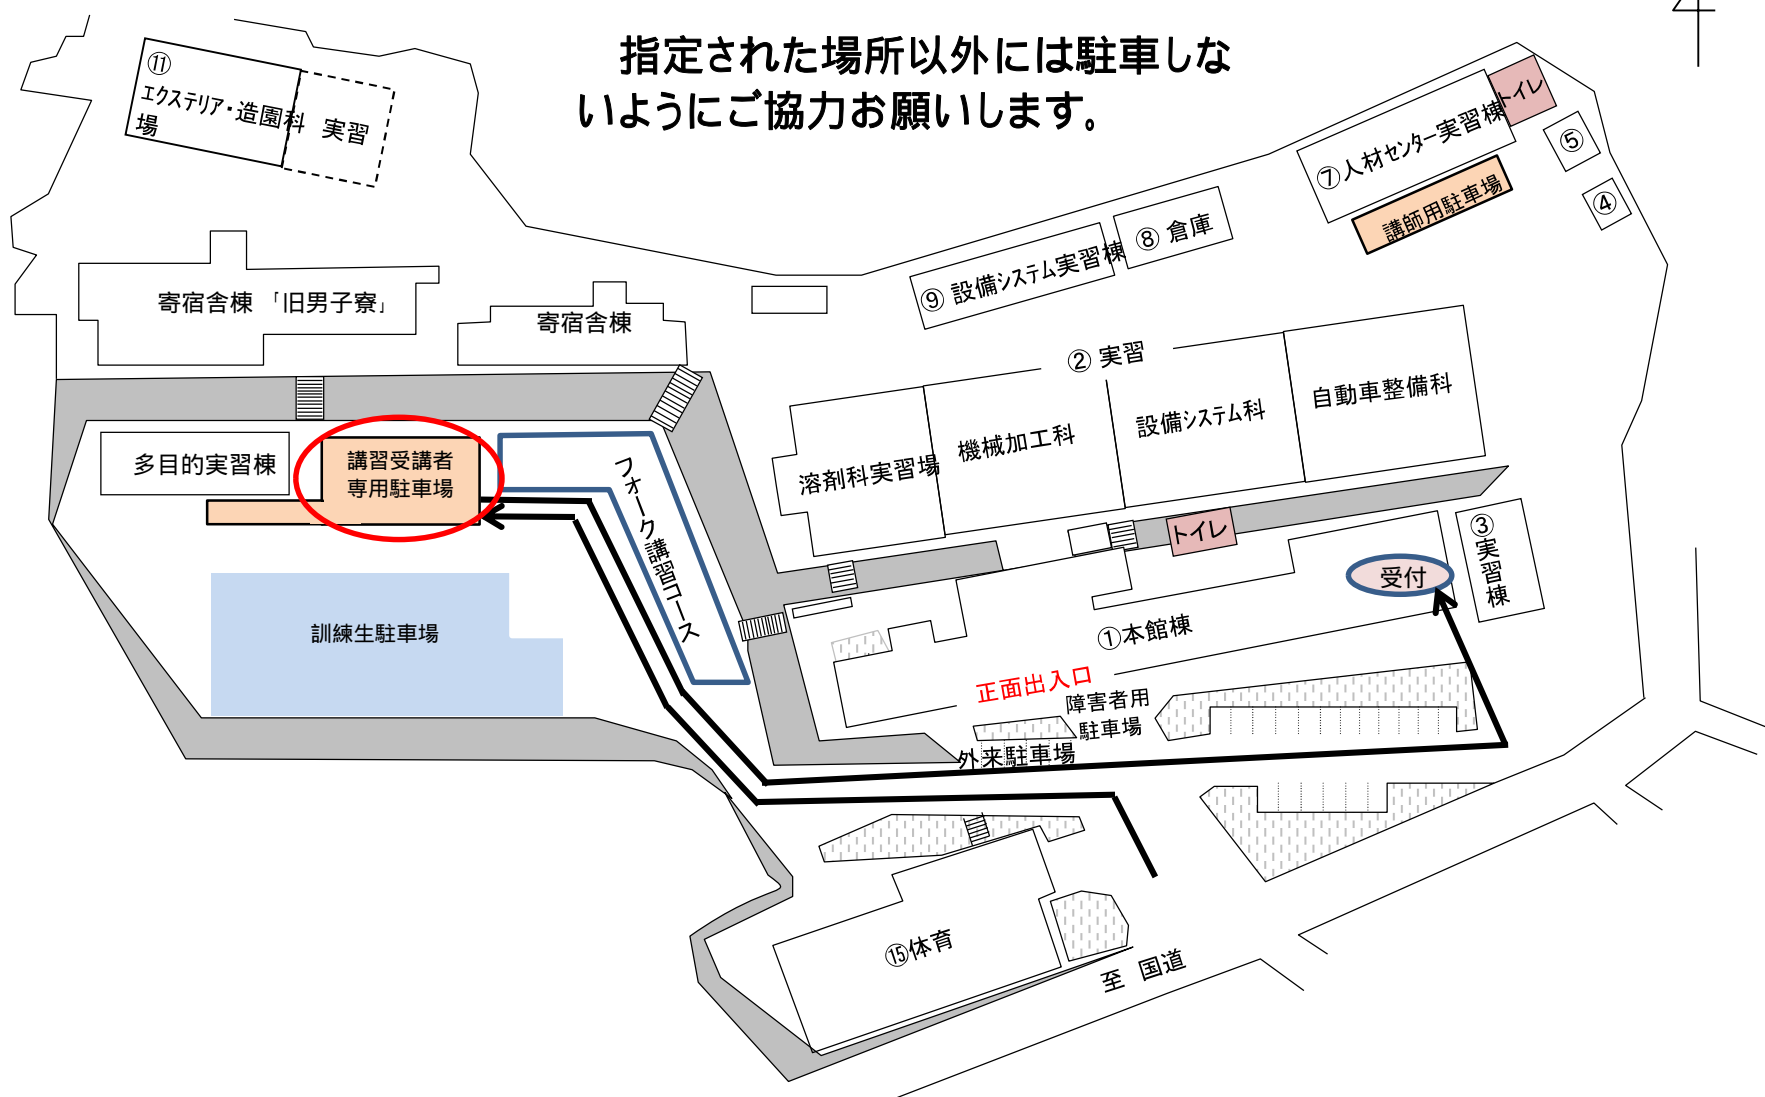 指定された場所以外には駐車しな
いようにご協力お願いします。
⑪
エクステリア・造園科 実習
場
トイレ
⑦人材センター実習棟
⑤
④
講師用駐車場
⑧ 倉庫
⑨ 設備システム実習棟
寄宿舎棟 「旧男子寮」
寄宿舎棟
② 実習
自動車整備科
設備システム科
機械加工科
溶剤科実習場
多目的実習棟
講習受講者
専用駐車場
フォーク講習コース
トイレ
③実習棟
受付
①本館棟
訓練生駐車場
正面出入口
障害者用
駐車場
外来駐車場
⑮体育
至 国道